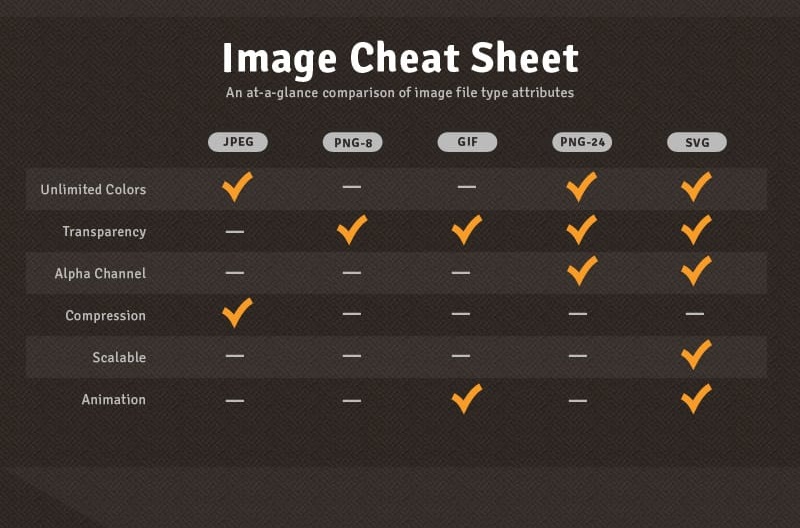 Image Cheat Sheet
An at-a-glance comparison of image file type attributes
JPEG PNG-8 GIF PNG-24 SVG
Unlimited Colors
Transparency
Alpha Channel
Compression
Scalable
Animation